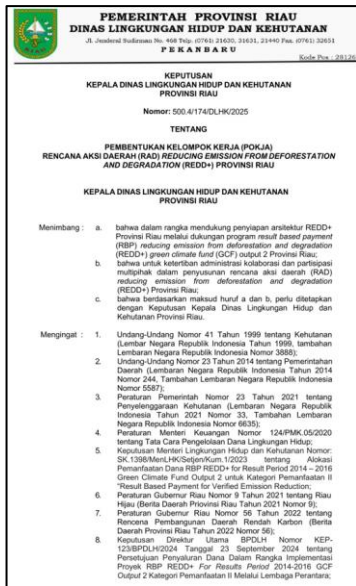 PEMERINTAH PROVINSI RIAU
DINAS LINGKUNGAN HIDUP DAN KEHUTANAN
Jl. Jenderal Sudirman No. 468 Telp. (0761) 21630, 31631, 21440 Fax. (0761) 32651
PEKANBARU
Kode Pos : 28126
KEPUTUSAN
KEPALA DINAS LINGKUNGAN HIDUP DAN KEHUTANAN
PROVINSI RIAU
Nomor: 500.4/174/DLHK/2025
TENTANG
PEMBENTUKAN KELOMPOK KERJA (POKJA)
RENCANA AKSI DAERAH (RAD) REDUCING EMISSION FROM DEFORESTATION
AND DEGRADATION (REDD+) PROVINSI RIAU
KEPALA DINAS LINGKUNGAN HIDUP DAN KEHUTANAN
PROVINSI RIAU
Menimbang : a. bahwa dalam rangka mendukung penyiapan arsitektur REDD+
Provinsi Riau melalui dukungan program result based payment
(RBP) reducing emission from deforestation and degradation
(REDD+) green climate fund (GCF) output 2 Provinsi Riau;
b. bahwa untuk ketertiban administrasi kolaborasi dan partisipasi
multipihak dalam penyusunan rencana aksi daerah (RAD)
reducing emission from deforestation and degradation
(REDD+) Provinsi Riau;
c. bahwa berdasarkan maksud huruf a dan b, perlu ditetapkan
dengan Keputusan Kepala Dinas Lingkungan Hidup dan
Kehutanan Provinsi Riau.
Mengingat : 1. Undang-Undang Nomor 41 Tahun 1999 tentang Kehutanan
(Lembar Negara Republik Indonesia Tahun 1999, tambahan
Lembaran Negara Republik Indonesia Nomor 3888);
2. Undang-Undang Nomor 23 Tahun 2014 tentang Pemerintahan
Daerah (Lembaran Negara Republik Indonesia Tahun 2014
Nomor 244, Tambahan Lembaran Negara Republik Indonesia
Nomor 5587);
3. Peraturan Pemerintah Nomor 23 Tahun 2021 tentang
Penyelenggaraan Kehutanan (Lembaran Negara Republik
Indonesia Tahun 2021 Nomor 33, Tambahan Lembaran
Negara Republik Indonesia Nomor 6635);
4. Peraturan Menteri Keuangan Nomor 124/PMK.05/2020
tentang Tata Cara Pengelolaan Dana Lingkungan Hidup;
5. Keputusan Menteri Lingkungan Hidup dan Kehutanan Nomor:
SK.1398/MenLHK/Setjen/Kum.1/2023 tentang Alokasi
Pemanfaatan Dana RBP REDD+ for Result Period 2014 – 2016
Green Climate Fund Output 2 untuk Kategori Pemanfaatan II
"Result Based Payment for Verified Emission Reduction;
6. Peraturan Gubernur Riau Nomor 9 Tahun 2021 tentang Riau
Hijau (Berita Daerah Provinsi Riau Tahun 2021 Nomor 9);
7. Peraturan Gubernur Riau Nomor 56 Tahun 2022 tentang
Rencana Pembangunan Daerah Rendah Karbon (Berita
Daerah Provinsi Riau Tahun 2022 Nomor 56);
8. Keputusan Direktur Utama BPDLH Nomor KEP-
123/BPDLH/2024 Tanggal 23 September 2024 tentang
Persetujuan Penyaluran Dana Dalam Rangka Implementasi
Proyek RBP REDD+ For Results Period 2014-2016 GCF
Output 2 Kategori Pemanfaatan II Melalui Lembaga Perantara;